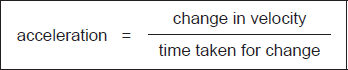 change in velocity
acceleration =
time taken for change